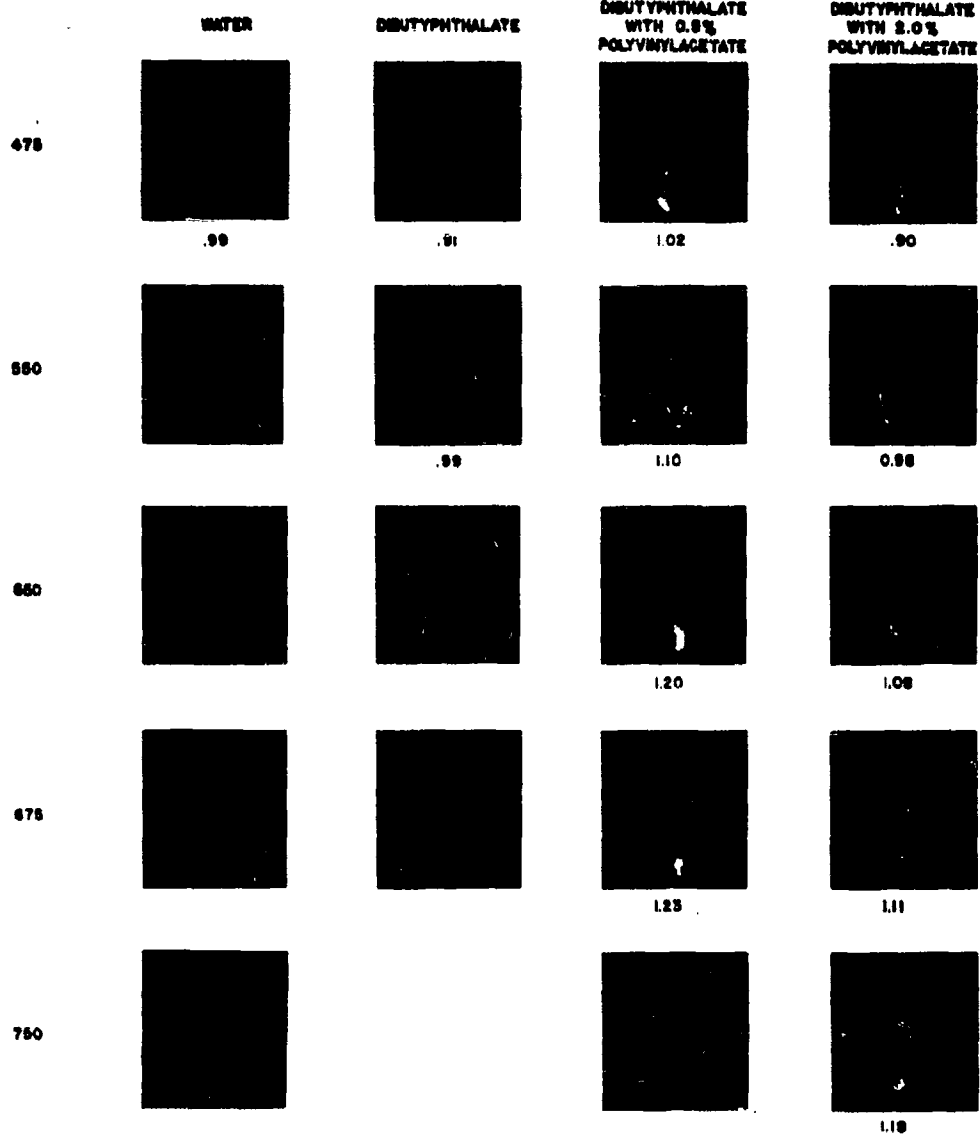 WATER
DIBUTYPHTHALATE
DIBUTYPHTHALATE
WITH 0.5%
POLYVINYLACETATE
DIBUTYPHTHALATE
WITH 2.0%
POLYVINYLACETATE
475
.99
.91
1.02
.90
550
.99
1.10
0.98
650
1.20
1.08
675
1.23
1.11
750
1.19